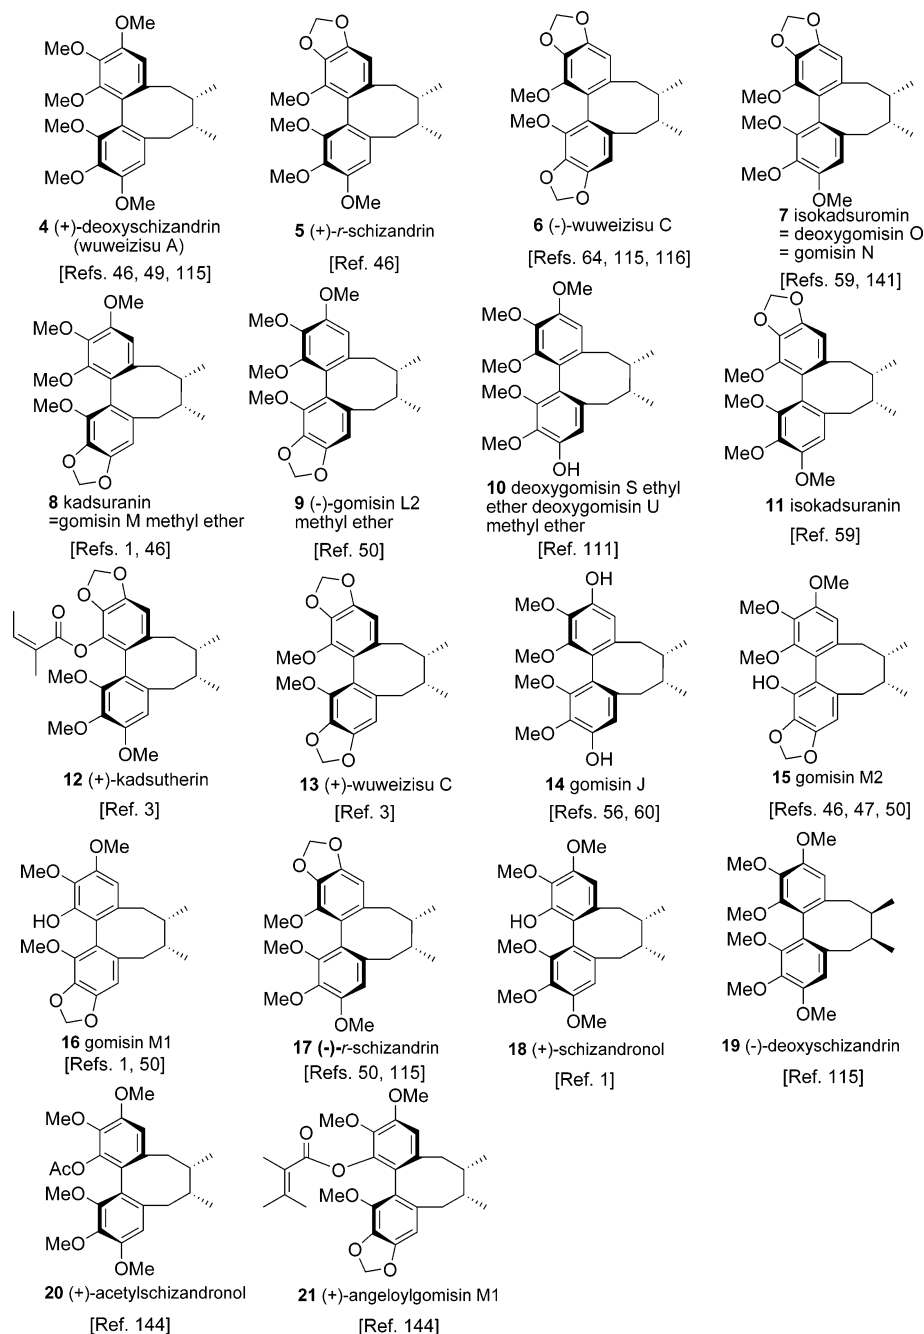 OMe
MeO
MeO
MeO
MeO
OMe
4 (+)-deoxyschizandrin
(wuweizisu A)
[Refs. 46, 49, 115]
O
O
MeO
MeO
MeO
OMe
5 (+)-r-schizandrin
[Ref. 46]
O
O
MeO
MeO
O
O
6 (-)-wuweizisu C
[Refs. 64, 115, 116]
O
O
MeO
MeO
MeO
OMe
7 isokadsuromin
= deoxygomisin O
= gomisin N
[Refs. 59, 141]
OMe
MeO
MeO
MeO
O
O
8 kadsuranin
=gomisin M methyl ether
[Refs. 1, 46]
OMe
MeO
MeO
MeO
O
O
9 (-)-gomisin L2
methyl ether
[Ref. 50]
OMe
MeO
MeO
MeO
MeO
OH
10 deoxygomisin S ethyl
ether deoxygomisin U
methyl ether
[Ref. 111]
O
O
MeO
MeO
MeO
OMe
11 isokadsuranin
[Ref. 59]
O
O
O
O
MeO
MeO
OMe
12 (+)-kadsutherin
[Ref. 3]
O
O
MeO
MeO
O
O
13 (+)-wuweizisu C
[Ref. 3]
OH
MeO
MeO
MeO
MeO
OH
14 gomisin J
[Refs. 56, 60]
OMe
MeO
MeO
HO
O
O
15 gomisin M2
[Refs. 46, 47, 50]
OMe
MeO
HO
MeO
O
O
16 gomisin M1
[Refs. 1, 50]
O
O
MeO
MeO
MeO
OMe
17 (-)-r-schizandrin
[Refs. 50, 115]
OMe
MeO
HO
MeO
MeO
OMe
18 (+)-schizandronol
[Ref. 1]
OMe
MeO
MeO
MeO
MeO
OMe
19 (-)-deoxyschizandrin
[Ref. 115]
OMe
MeO
AcO
MeO
MeO
OMe
20 (+)-acetylschizandronol
[Ref. 144]
OMe
MeO
O
O
MeO
O
O
21 (+)-angeloylgomisin M1
[Ref. 144]